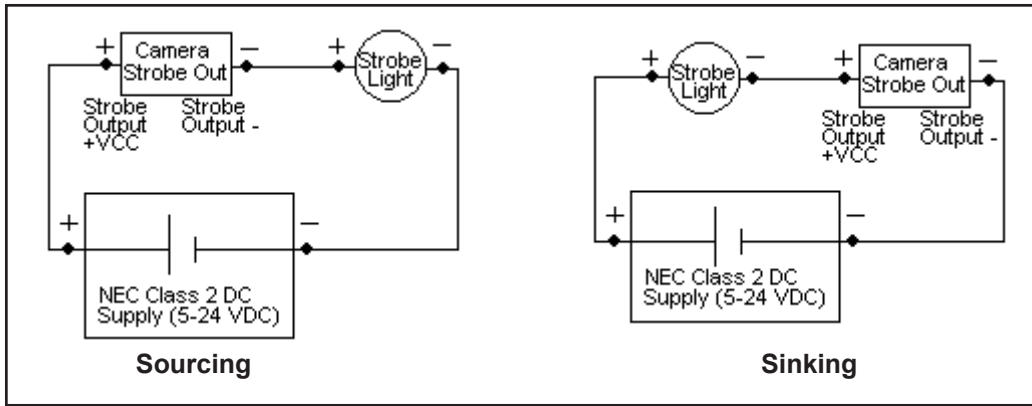 +
Camera
Strobe Out
−
+
Strobe
Light
−
Strobe
Output
+VCC
Strobe
Output -
+
−
NEC Class 2 DC
Supply (5-24 VDC)
Sourcing
+
Strobe
Light
−
+
Camera
Strobe Out
−
Strobe
Output
+VCC
Strobe
Output -
+
−
NEC Class 2 DC
Supply (5-24 VDC)
Sinking